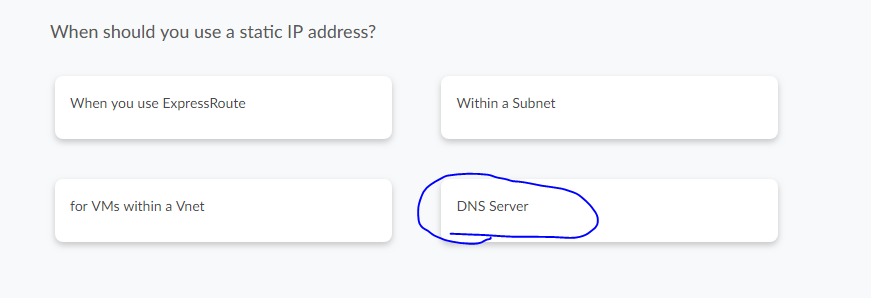 When should you use a static IP address?
When you use ExpressRoute
Within a Subnet
for VMs within a Vnet
DNS Server